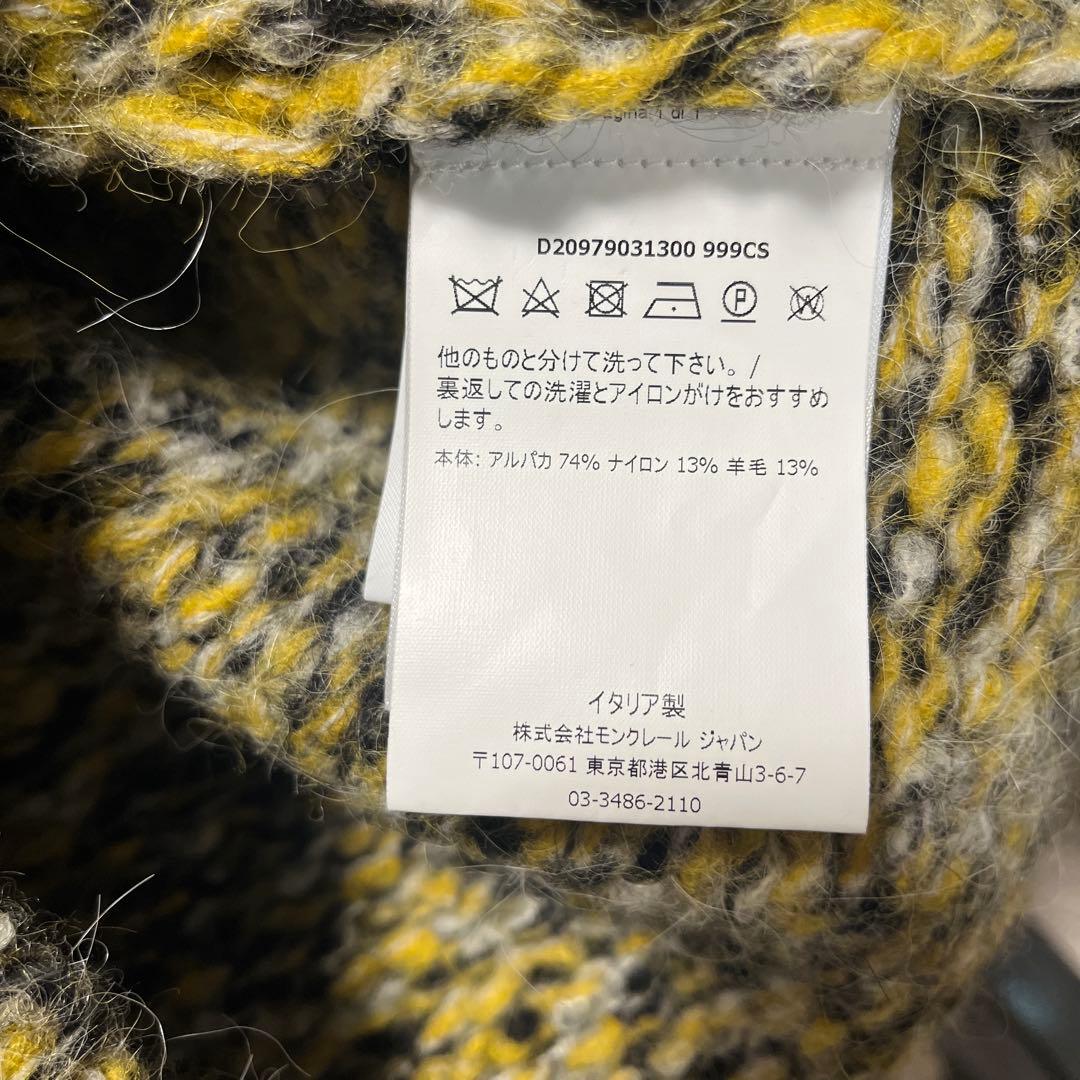 D20979031300 999CS
P
W
他のものと分けて洗って下さい。/
裏返しての洗濯とアイロンがけをおすすめ
します。
本体: アルパカ 74% ナイロン 13% 羊毛 13%
イタリア製
株式会社モンクレール ジャパン
〒107-0061 東京都港区北青山3-6-7
03-3486-2110